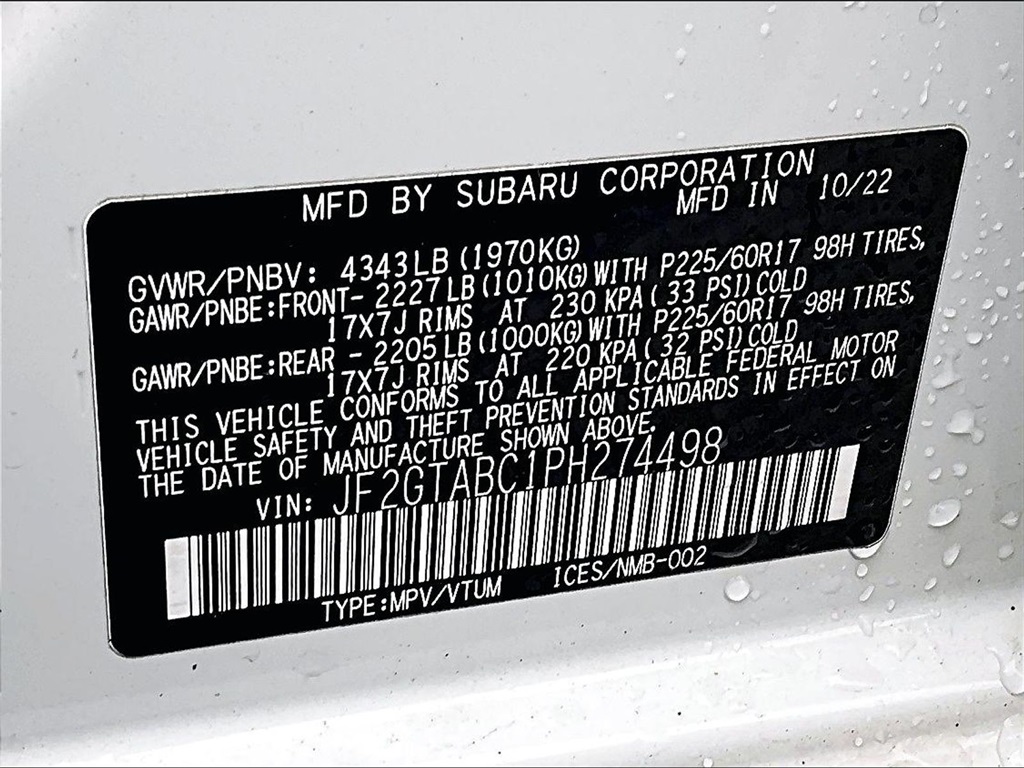 MFD BY SUBARU CORPORATION
MFD IN 10/22
GVWR/PNBV: 4343LB (1970KG)
GAWR/PNBE:FRONT- 2227LB (1010KG) WITH P225/60R17 98H TIRES,
17X7J RIMS AT 230 KPA ( 33 PSI) COLD
GAWR/PNBE:REAR - 2205LB (1000KG) WITH P225/60R17 98H TIRES,
17X7J RIMS AT 220 KPA ( 32 PSI) COLD
THIS VEHICLE CONFORMS TO ALL APPLICABLE FEDERAL MOTOR
VEHICLE SAFETY AND THEFT PREVENTION STANDARDS IN EFFECT ON
THE DATE OF MANUFACTURE SHOWN ABOVE.
VIN: JF2GTABC1PH274498
TYPE:MPV/VTUM ICES/NMB-002